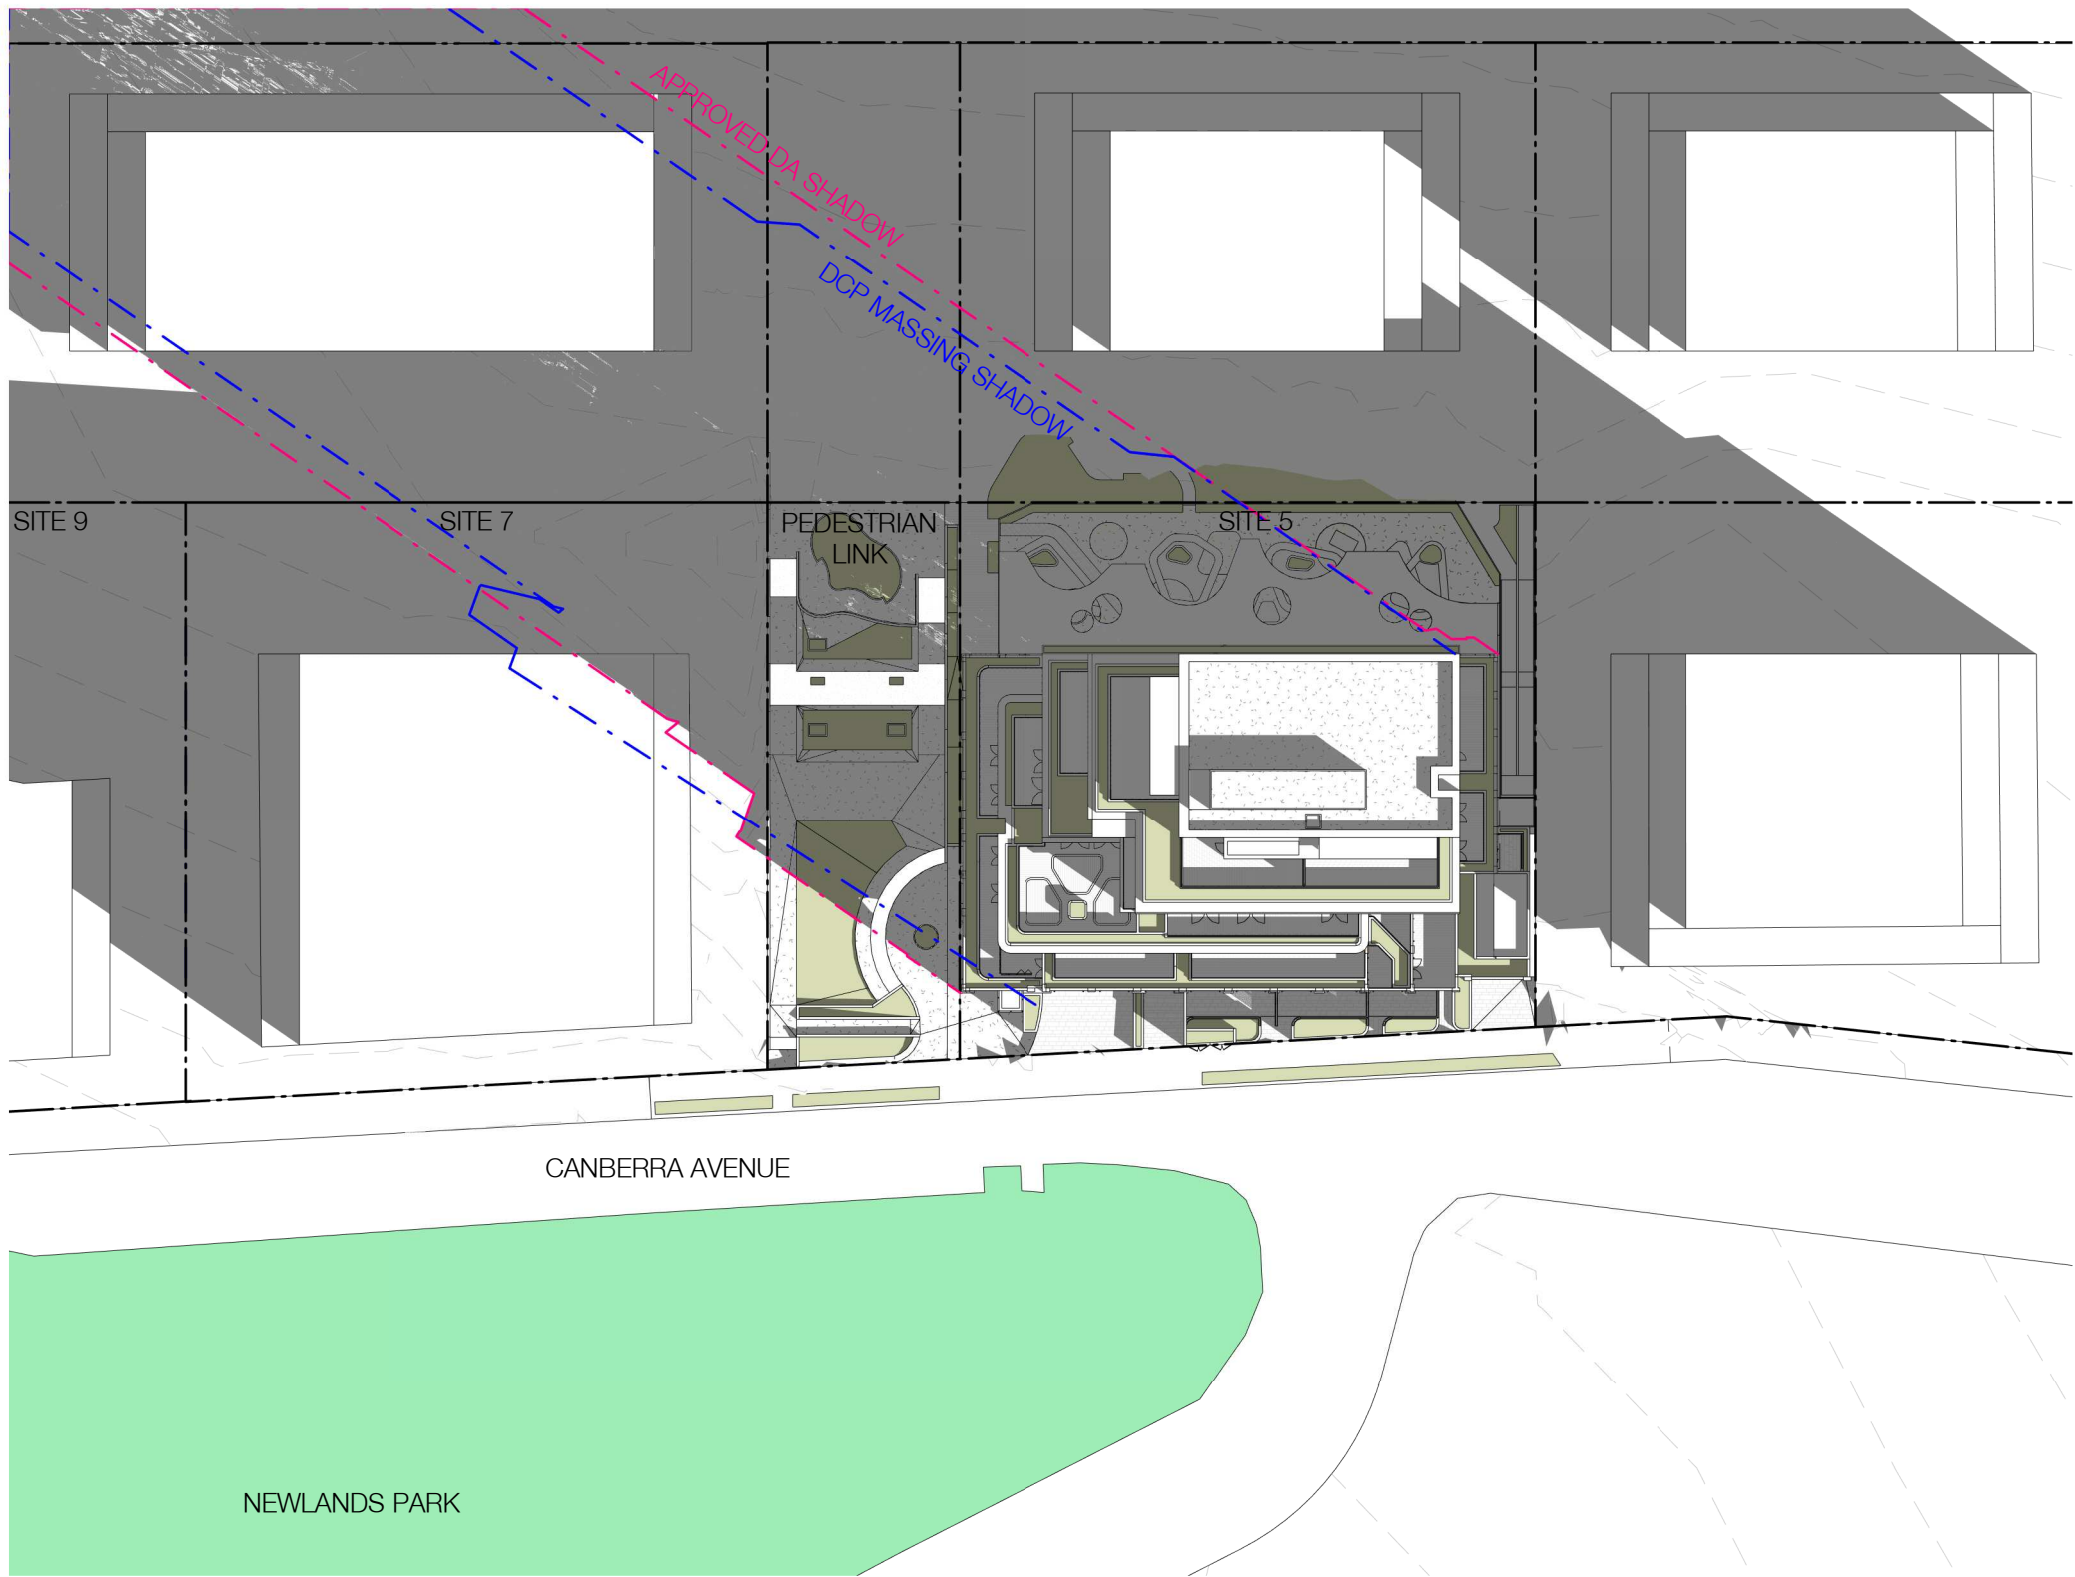 APPROVED DA SHADOW
DCP MASSING SHADOW
SITE 9
SITE 7
PEDESTRIAN
LINK
SITE 5
CANBERRA AVENUE
NEWLANDS PARK